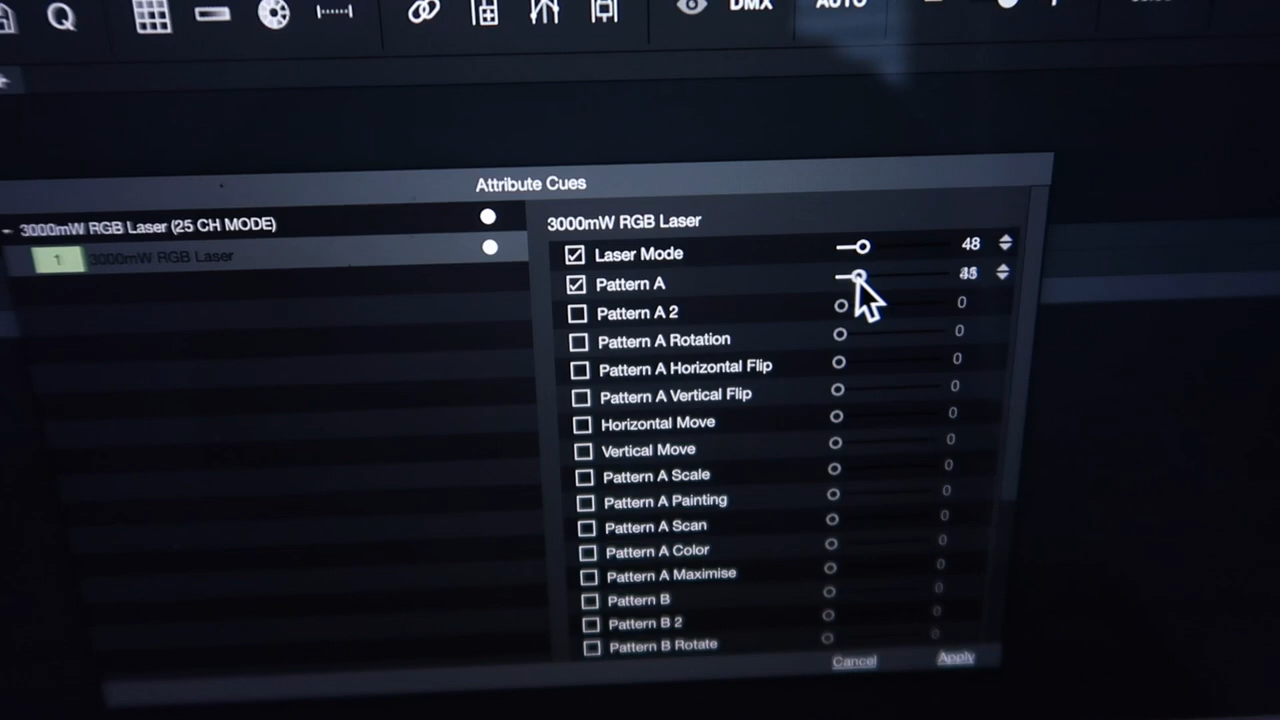 DMX AUTO
Attribute Cues
3000mW RGB Laser (25 CH MODE)
1 3000mW RGB Laser
3000mW RGB Laser
Laser Mode 48
Pattern A
Pattern A 2 0
Pattern A Rotation 0
Pattern A Horizontal Flip 0
Pattern A Vertical Flip 0
Horizontal Move 0
Vertical Move 0
Pattern A Scale 0
Pattern A Painting 0
Pattern A Scan 0
Pattern A Color 0
Pattern A Maximise 0
Pattern B 0
Pattern B 2 0
Pattern B Rotate 0
Cancel Apply